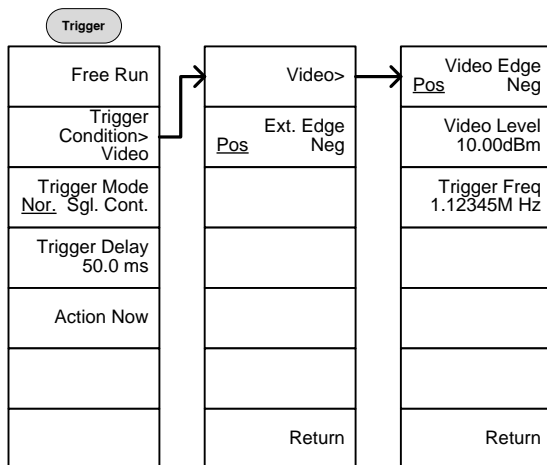 Trigger
Free Run
Trigger
Condition>
Video
Trigger Mode
Nor. Sgl. Cont.
Trigger Delay
50.0 ms
Action Now
Video>
Ext. Edge
Pos Neg
Return
Video Edge
Pos Neg
Video Level
10.00dBm
Trigger Freq
1.12345M Hz
Return